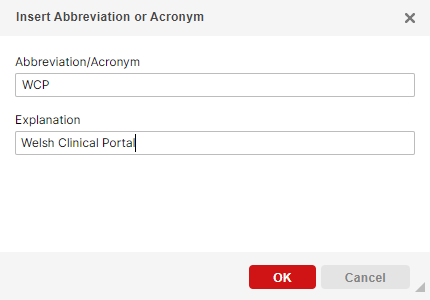 Insert Abbreviation or Acronym
Abbreviation/Acronym
WCP
Explanation
Welsh Clinical Portal
OK
Cancel